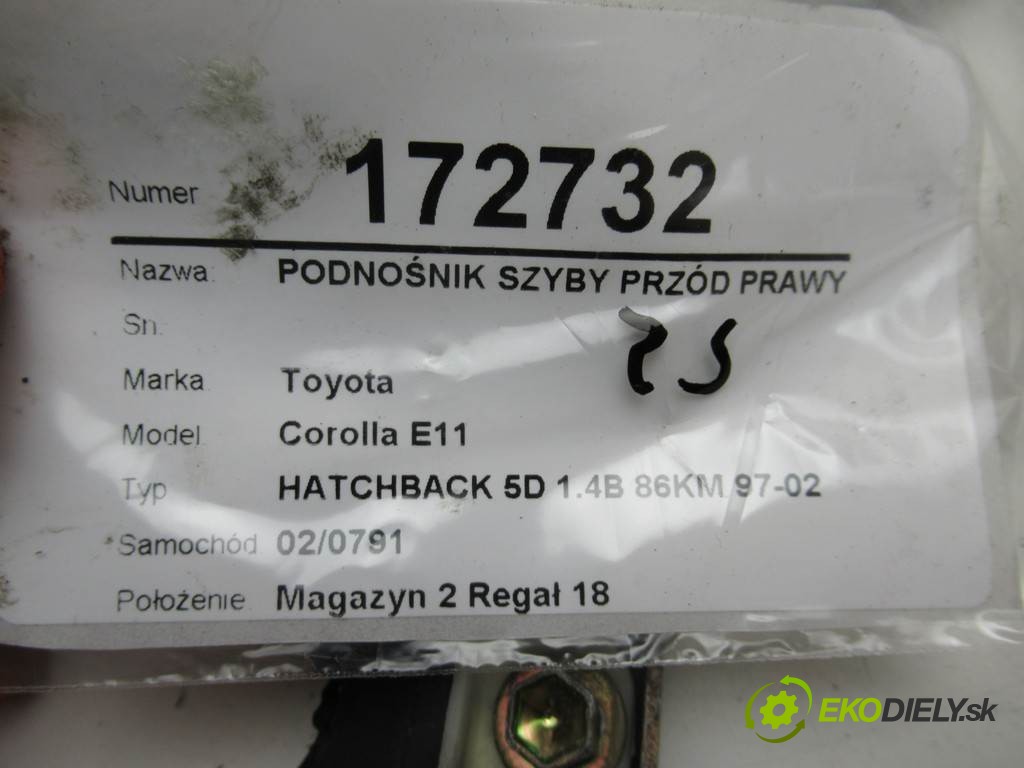 Numer 172732
Nazwa: PODNOŚNIK SZYBY PRZÓD PRAWY
Sn.:
Marka: Toyota
Model: Corolla E11
Typ HATCHBACK 5D 1.4B 86KM 97-02
Samochód 02/0791
Położenie Magazyn 2 Regał 18
EKODIELY.sk